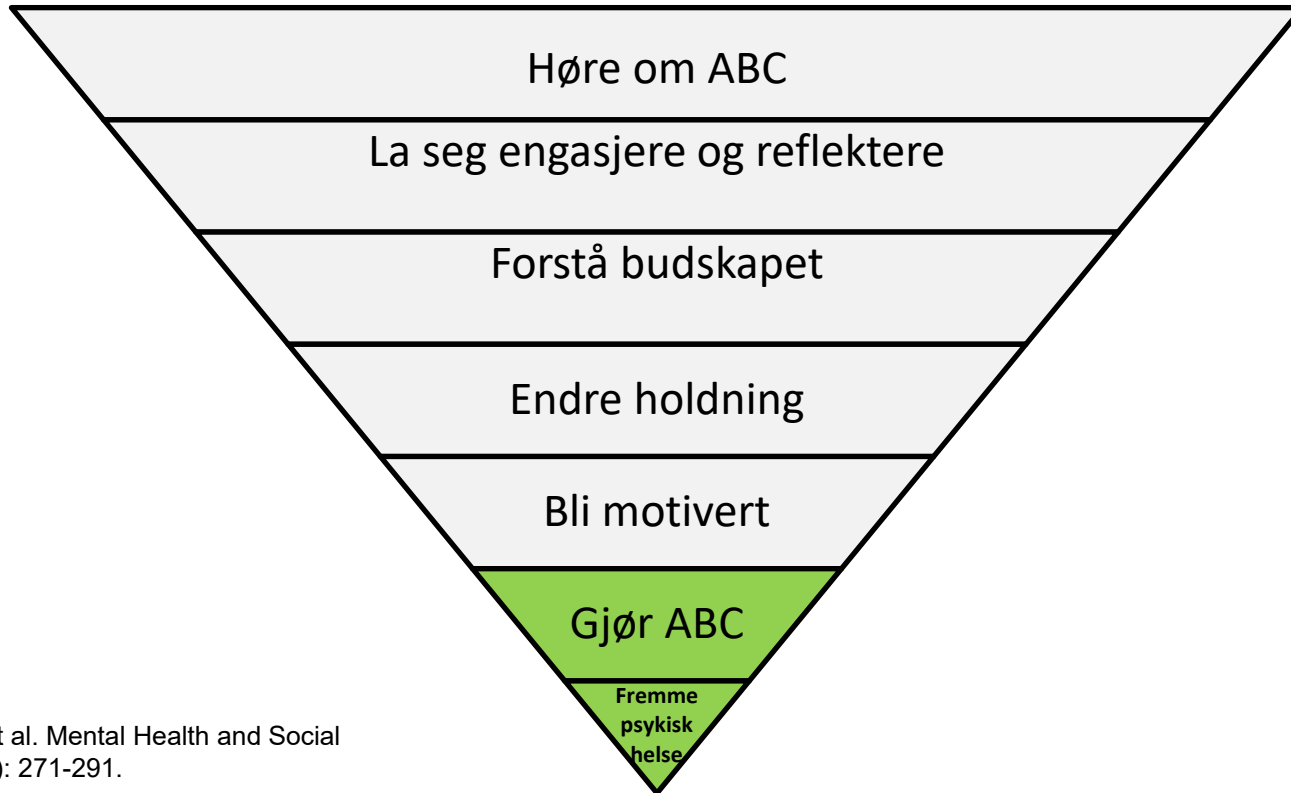 Høre om ABC
La seg engasjere og reflektere
Forstå budskapet
Endre holdning
Bli motivert
Gjør ABC
Fremme
psykisk
helse
t al. Mental Health and Social
): 271-291.